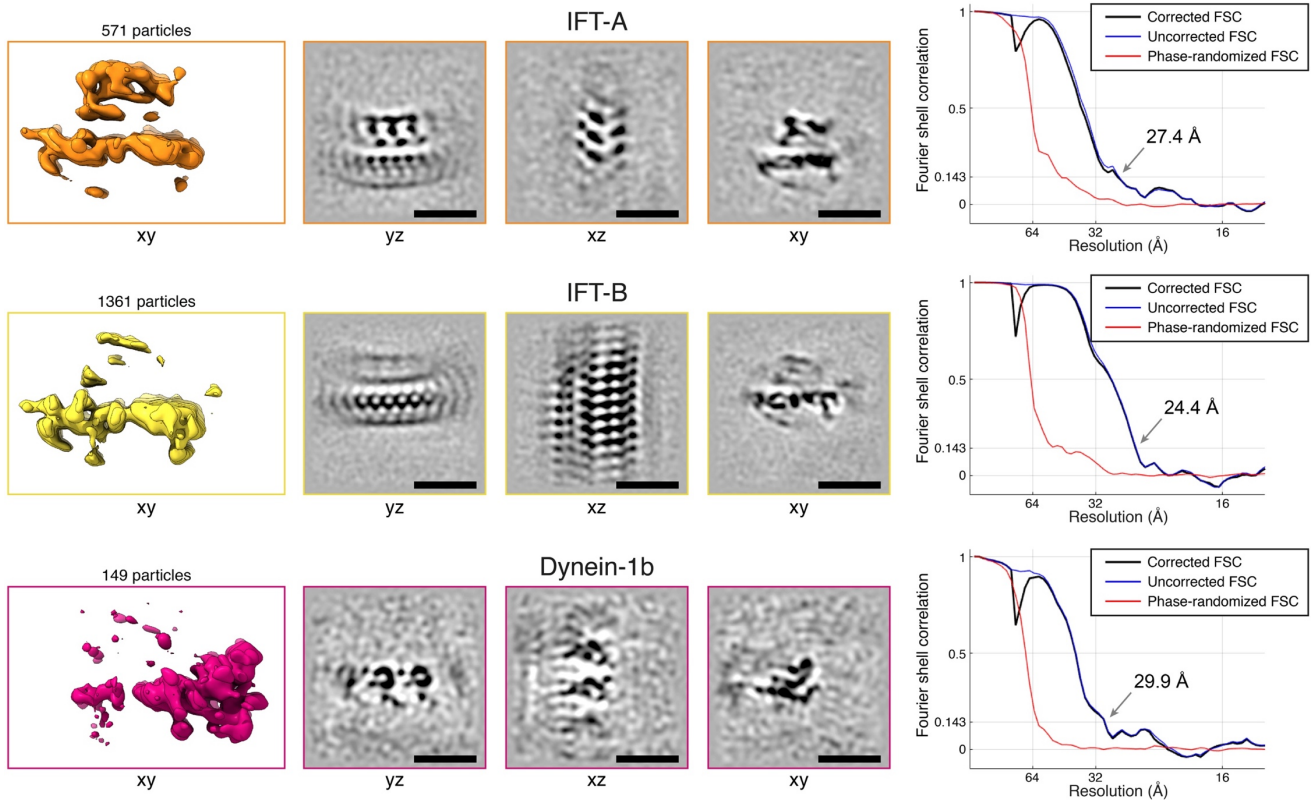 IFT-A
571 particles
xy
yz
xz
xy
1
0.5
0.143
0
Fourier shell correlation
Corrected FSC
Uncorrected FSC
Phase-randomized FSC
27.4 Å
64
32
16
Resolution (Å)
IFT-B
1361 particles
xy
yz
xz
xy
1
0.5
0.143
0
Fourier shell correlation
Corrected FSC
Uncorrected FSC
Phase-randomized FSC
24.4 Å
64
32
16
Resolution (Å)
Dynein-1b
149 particles
xy
yz
xz
xy
1
0.5
0.143
0
Fourier shell correlation
Corrected FSC
Uncorrected FSC
Phase-randomized FSC
29.9 Å
64
32
16
Resolution (Å)